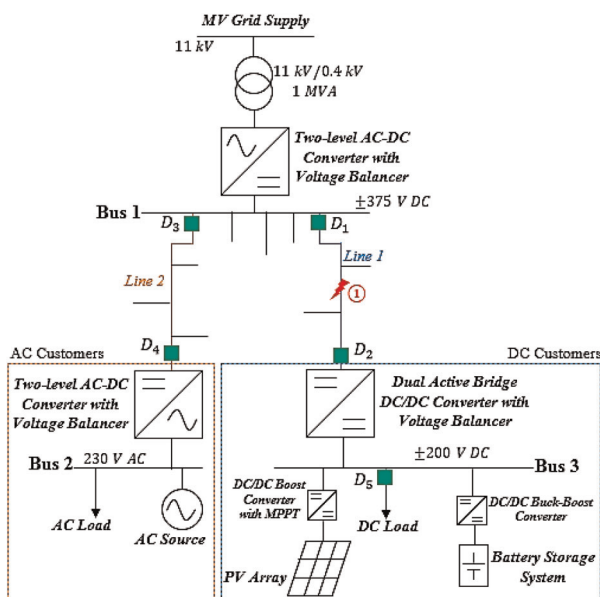 MV Grid Supply
11 kV
11 kV/0.4 kV
1 MVA
Two-level AC-DC
Converter with
Voltage Balancer
±375 V DC
Bus 1
D3
D1
Line 1
Line 2
1
D4
D2
AC Customers
DC Customers
Two-level AC-DC
Converter with
Voltage Balancer
Dual Active Bridge
DC/DC Converter with
Voltage Balancer
Bus 2
230 V AC
±200 V DC
Bus 3
DC/DC Boost
Converter
with MPPT
D5
DC/DC Buck-Boost
Converter
AC Load
AC Source
DC Load
PV Array
Battery Storage
System